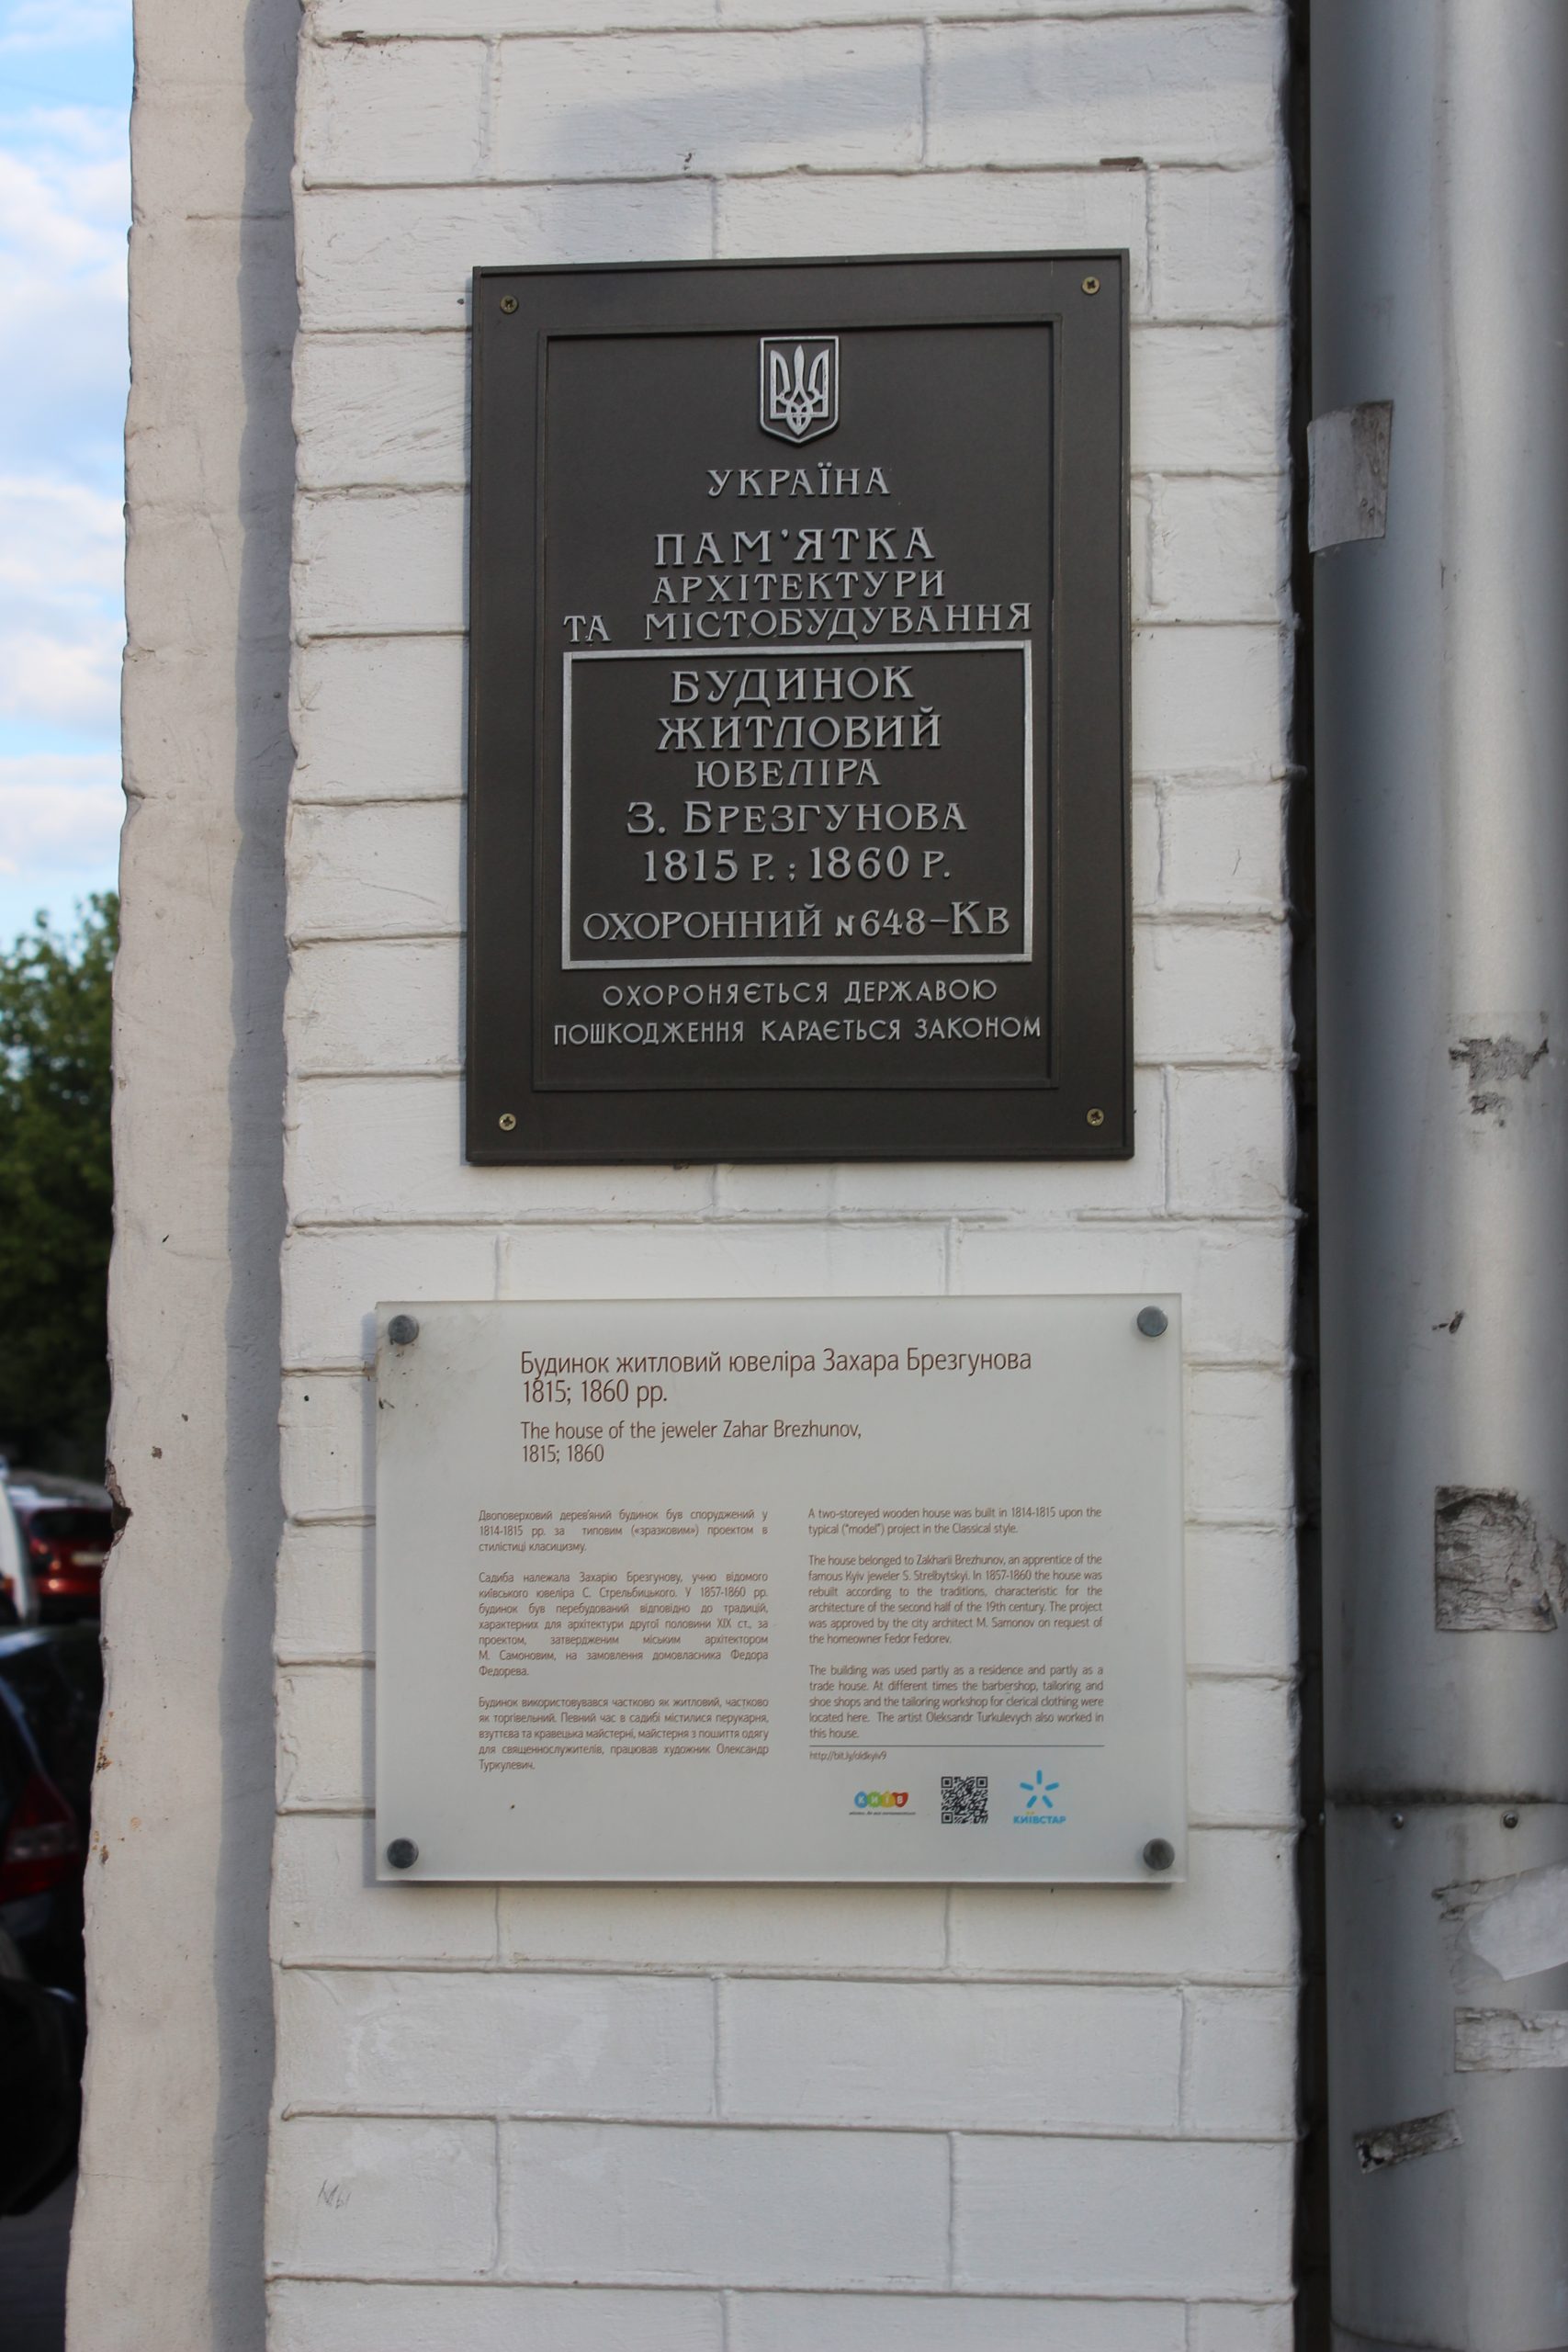 УКРАЇНА
ПАМ'ЯТКА
АРХІТЕКТУРИ
ТА МІСТОБУДУВАННЯ
БУДИНОК
ЖИТЛОВИЙ
ЮВЕЛІРА
З. БРЕЗГУНОВА
1815 Р. ; 1860 Р.
ОХОРОННИЙ N648–КВ
ОХОРОНЯЄТЬСЯ ДЕРЖАВОЮ
ПОШКОДЖЕННЯ КАРАЄТЬСЯ ЗАКОНОМ
Будинок житловий ювеліра Захара Брезгунова
1815; 1860 рр.
The house of the jeweler Zahar Brezhunov,
1815; 1860
Двоповерховий дерев'яний будинок був споруджений у
1814-1815 рр. за типовим («зразковим») проектом в
стилістиці класицизму.
Садиба належала Захарію Брезгунову, учню відомого
київського ювеліра С. Стрельбицького. У 1857-1860 рр.
будинок був перебудований відповідно до традицій,
характерних для архітектури другої половини XIX ст., за
проектом, затвердженим міським архітектором
М. Самоновим, на замовлення домовласника Федора
Федорева.
Будинок використовувався частково як житловий, частково
як торгівельний. Певний час в садибі містилися перукарня,
взуттєва та кравецька майстерні, майстерня з пошиття одягу
для священнослужителів, працював художник Олександр
Туркулевич.
A two-storeyed wooden house was built in 1814-1815 upon the
typical ("model") project in the Classical style.
The house belonged to Zakharii Brezhunov, an apprentice of the
famous Kyiv jeweler S. Strelbytskyi. In 1857-1860 the house was
rebuilt according to the traditions, characteristic for the
architecture of the second half of the 19th century. The project
was approved by the city architect M. Samonov on request of
the homeowner Fedor Fedorev.
The building was used partly as a residence and partly as a
trade house. At different times the barbershop, tailoring and
shoe shops and the tailoring workshop for clerical clothing were
located here. The artist Oleksandr Turkulevych also worked in
this house.
http://bit.ly/oldkyiv9
КИЇВ
КИЇВСТАР